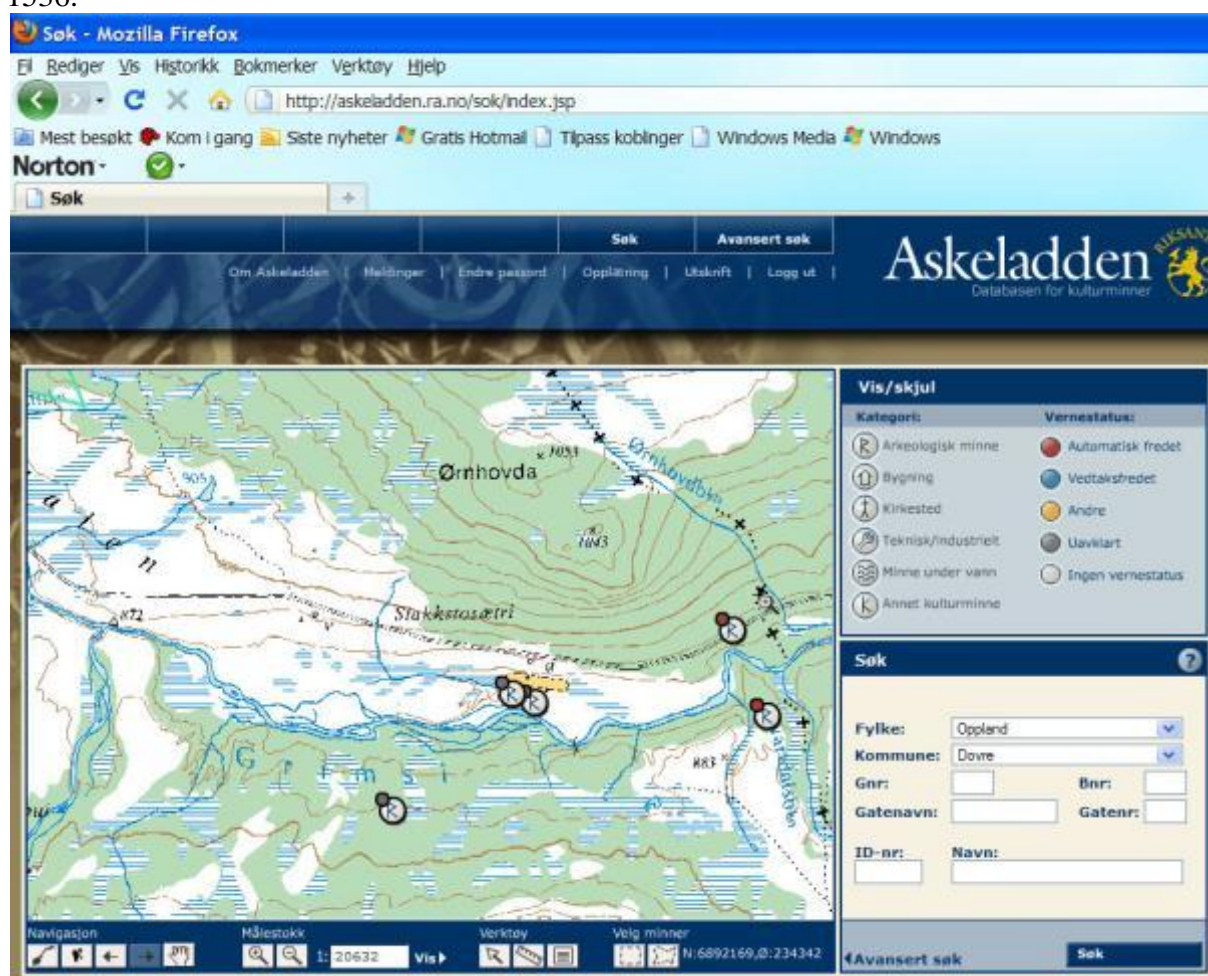 1536.
Søk - Mozilla Firefox
Fil Rediger Vis Historikk Bokmerker Verktøy Hjelp
http://askeladden.ra.no/sok/index.jsp
Mest besøkt Kom i gang Siste nyheter Gratis Hotmail Tilpass koblinger Windows Media Windows
Norton
Søk
Søk Avansert søk
Om Askeladden | Meldinger | Endre passord | Opplæring | Utskrift | Logg ut |
Askeladden
Databasen for kulturminner
Vis/skjul
Kategori: Vernestatus:
Arkeologisk minne Automatisk fredet
Bygning Vedtaksfredet
Kirkested Andre
Teknisk/industrielt Uavklart
Minne under vann Ingen vernestatus
Annet kulturminne
1053
Ørnhovda
Ørnhovdbkn
905
1043
872
Stakkstosætri
R
R
R
R
R
883
Grimsi
Søk
Fylke: Oppland
Kommune: Dovre
Gnr: Bnr:
Gatenavn: Gatenr:
ID-nr: Navn:
Avansert søk Søk
Navigasjon Målestokk Verktøy Velg minner
1: 20632 Vis N:6892169,Ø:234342